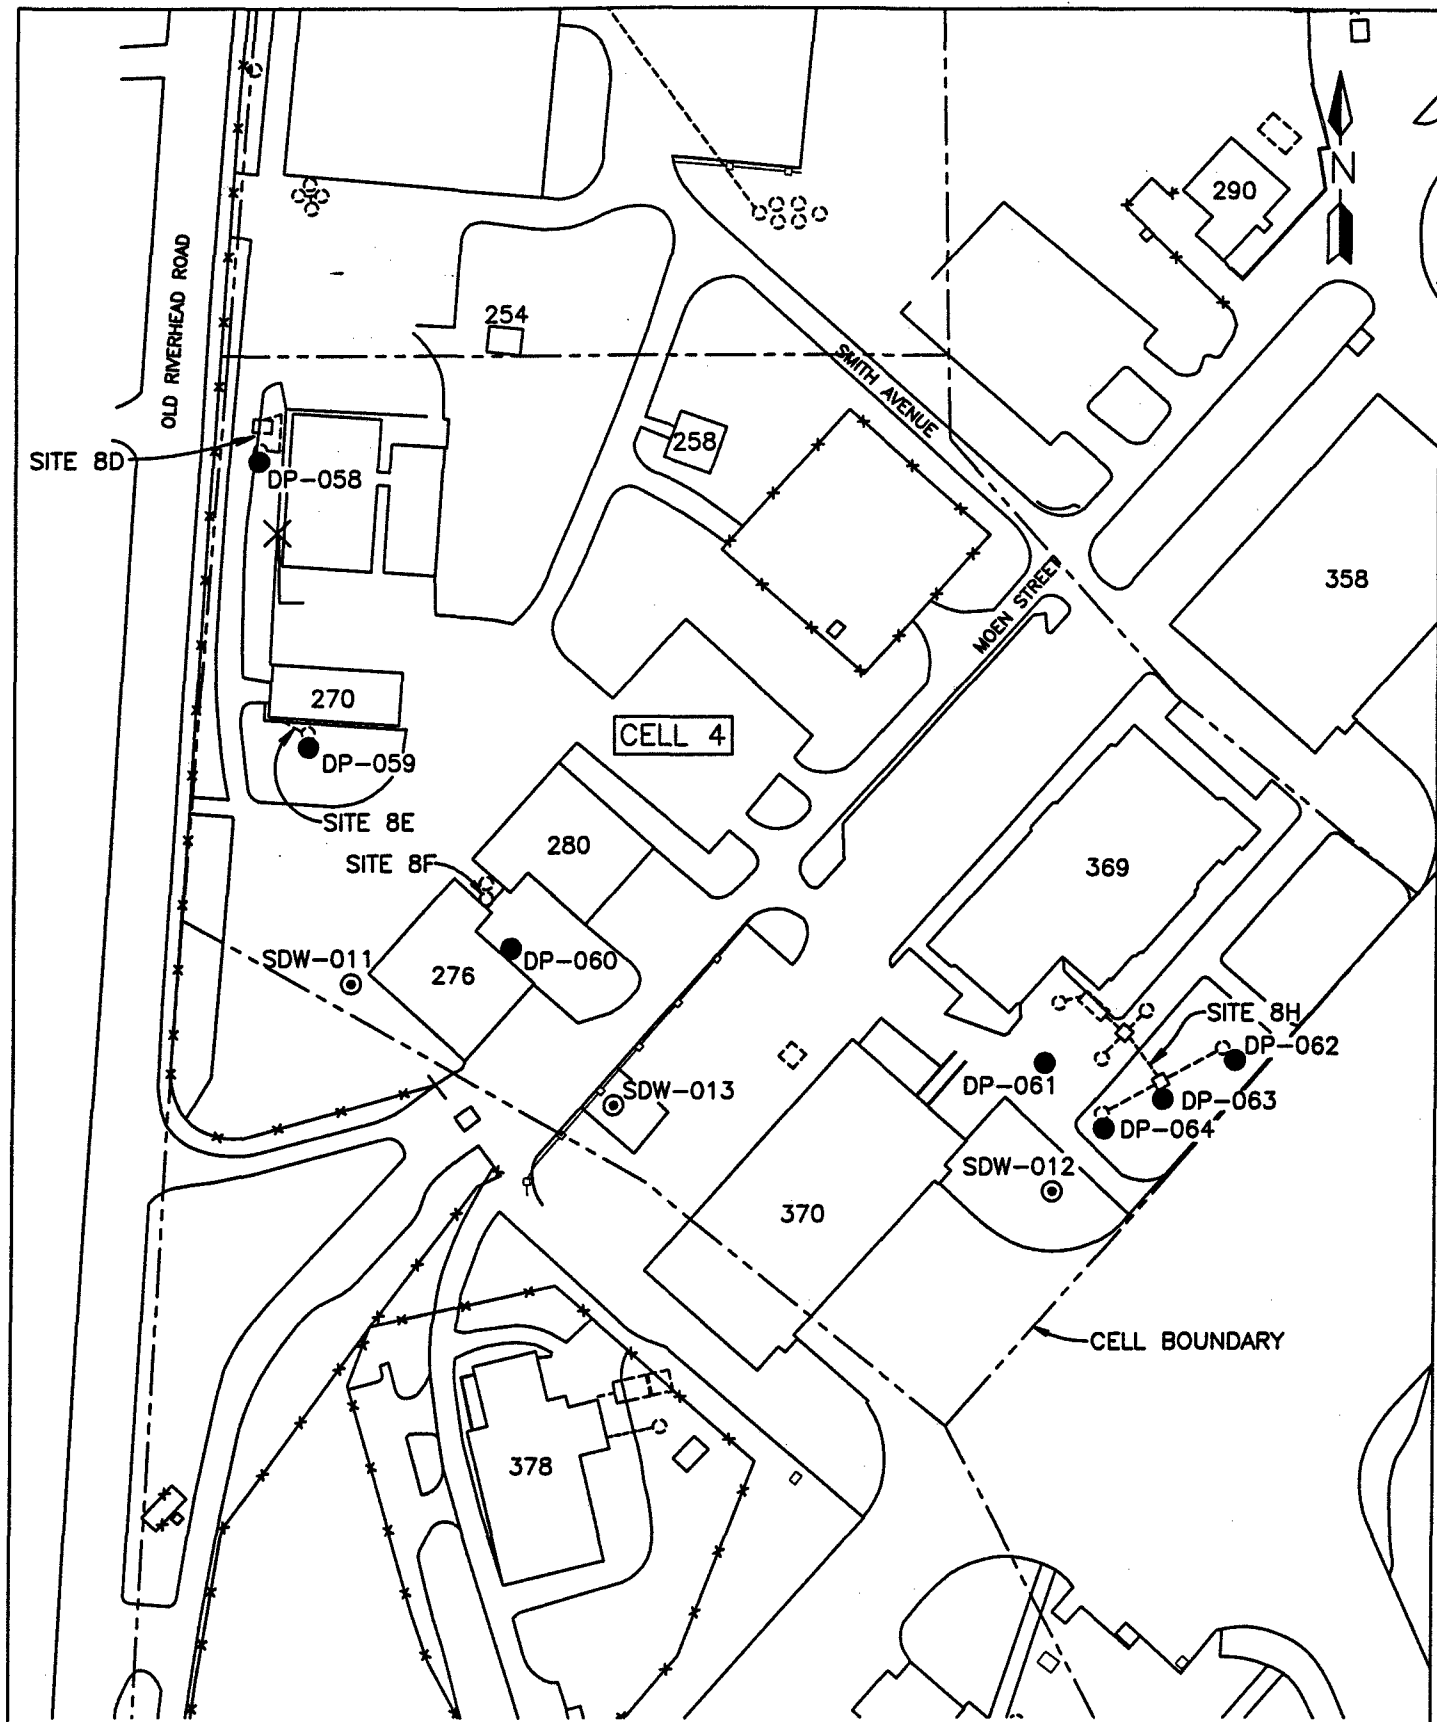 N
290
OLD RIVERHEAD ROAD
254
SMITH AVENUE
258
SITE 8D
DP-058
358
MOEN STREET
270
CELL 4
DP-059
SITE 8E
280
SITE 8F
369
SDW-011
276
DP-060
SITE 8H
DP-062
DP-061
SDW-013
DP-063
DP-064
SDW-012
370
CELL BOUNDARY
378